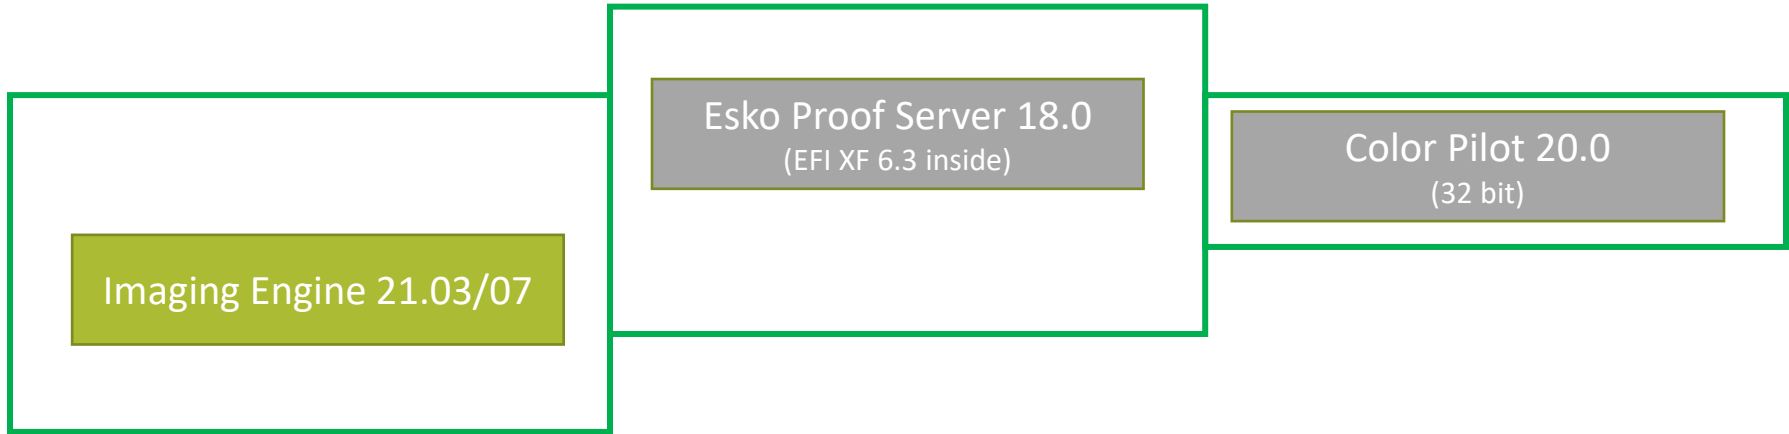 Imaging Engine 21.03/07
Esko Proof Server 18.0
(EFI XF 6.3 inside)
Color Pilot 20.0
(32 bit)